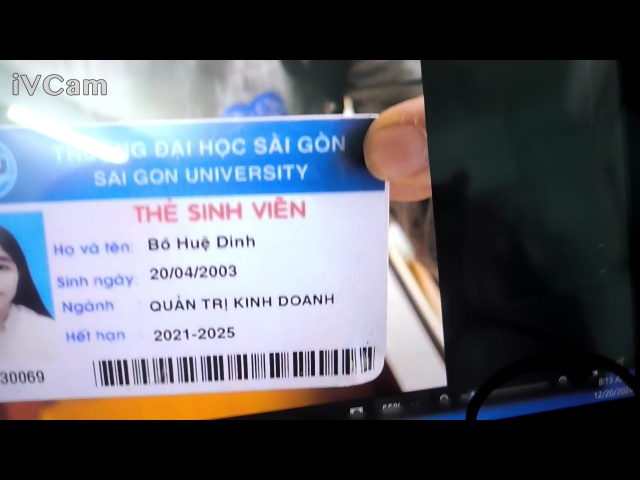 iVCam
TRƯỜNG ĐẠI HỌC SÀI GÒN
SAI GON UNIVERSITY
THẺ SINH VIÊN
Họ và tên: Bô Huệ Dinh
Sinh ngày: 20/04/2003
Ngành : QUẢN TRỊ KINH DOANH
Hết hạn : 2021-2025
30069